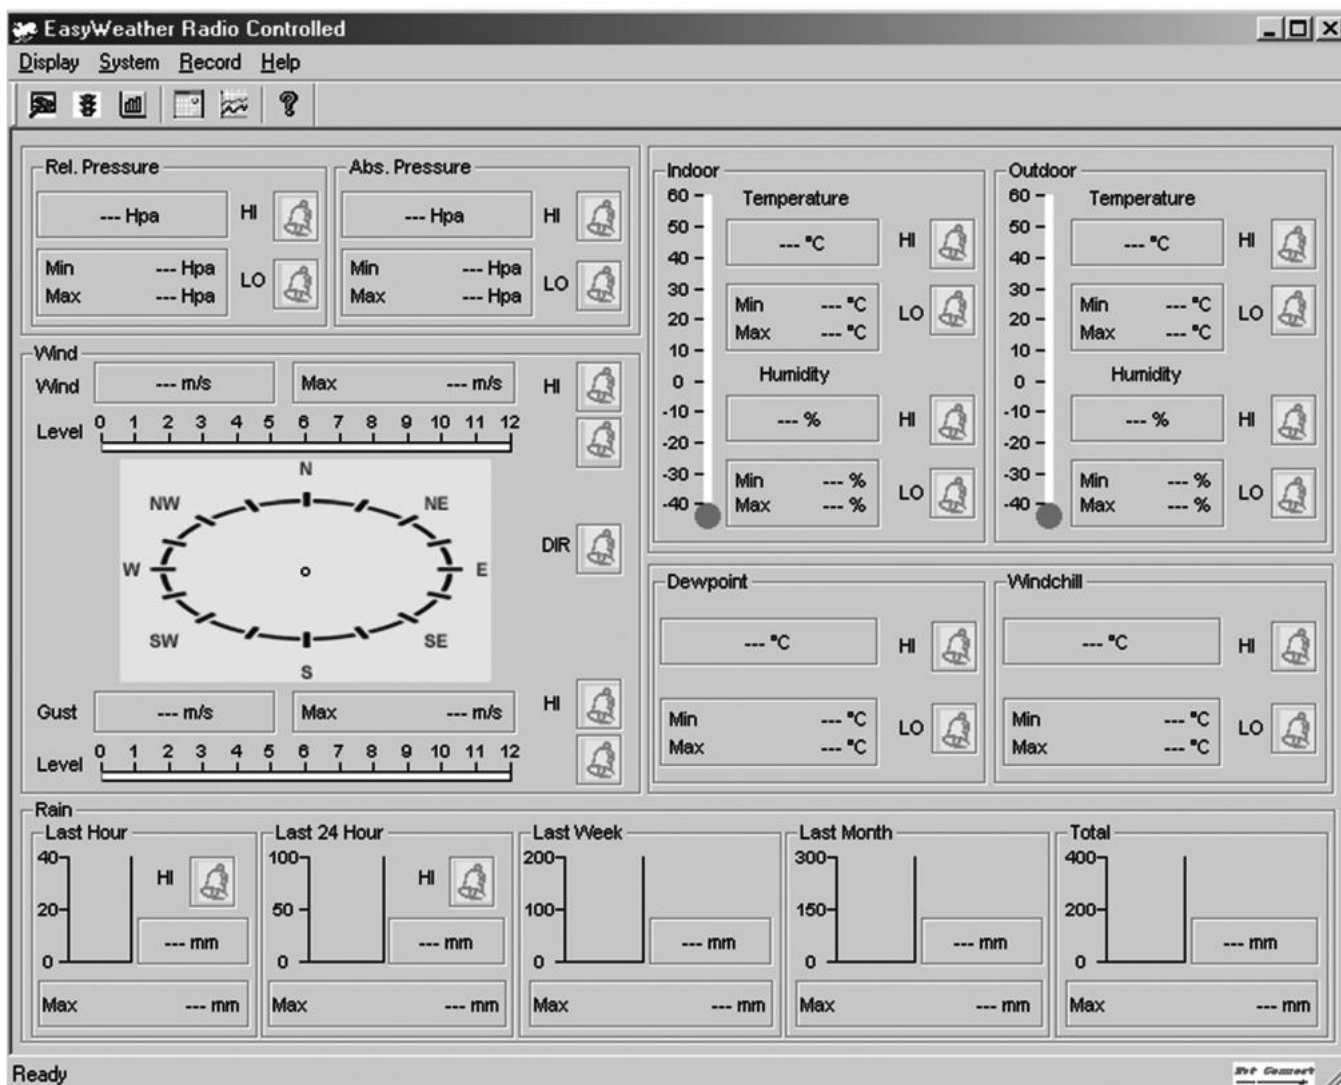 EasyWeather Radio Controlled
Display System Record Help
Rel. Pressure
--- Hpa
HI
Min --- Hpa
Max --- Hpa
LO
Abs. Pressure
--- Hpa
HI
Min --- Hpa
Max --- Hpa
LO
Wind
Wind --- m/s Max --- m/s HI
Level 0 1 2 3 4 5 6 7 8 9 10 11 12
N
NW NE
W E
SW SE
S
DIR
Gust --- m/s Max --- m/s HI
Level 0 1 2 3 4 5 6 7 8 9 10 11 12
Indoor
60
50
40
30
20
10
0
-10
-20
-30
-40
Temperature
--- °C
HI
Min --- °C
Max --- °C
LO
Humidity
--- %
HI
Min --- %
Max --- %
LO
Outdoor
60
50
40
30
20
10
0
-10
-20
-30
-40
Temperature
--- °C
HI
Min --- °C
Max --- °C
LO
Humidity
--- %
HI
Min --- %
Max --- %
LO
Dewpoint
--- °C
HI
Min --- °C
Max --- °C
LO
Windchill
--- °C
HI
Min --- °C
Max --- °C
LO
Rain
Last Hour
40
20
0
HI
--- mm
Max --- mm
Last 24 Hour
100
50
0
HI
--- mm
Max --- mm
Last Week
200
100
0
--- mm
Max --- mm
Last Month
300
150
0
--- mm
Max --- mm
Total
400
200
0
--- mm
Max --- mm
Ready
Not Connect